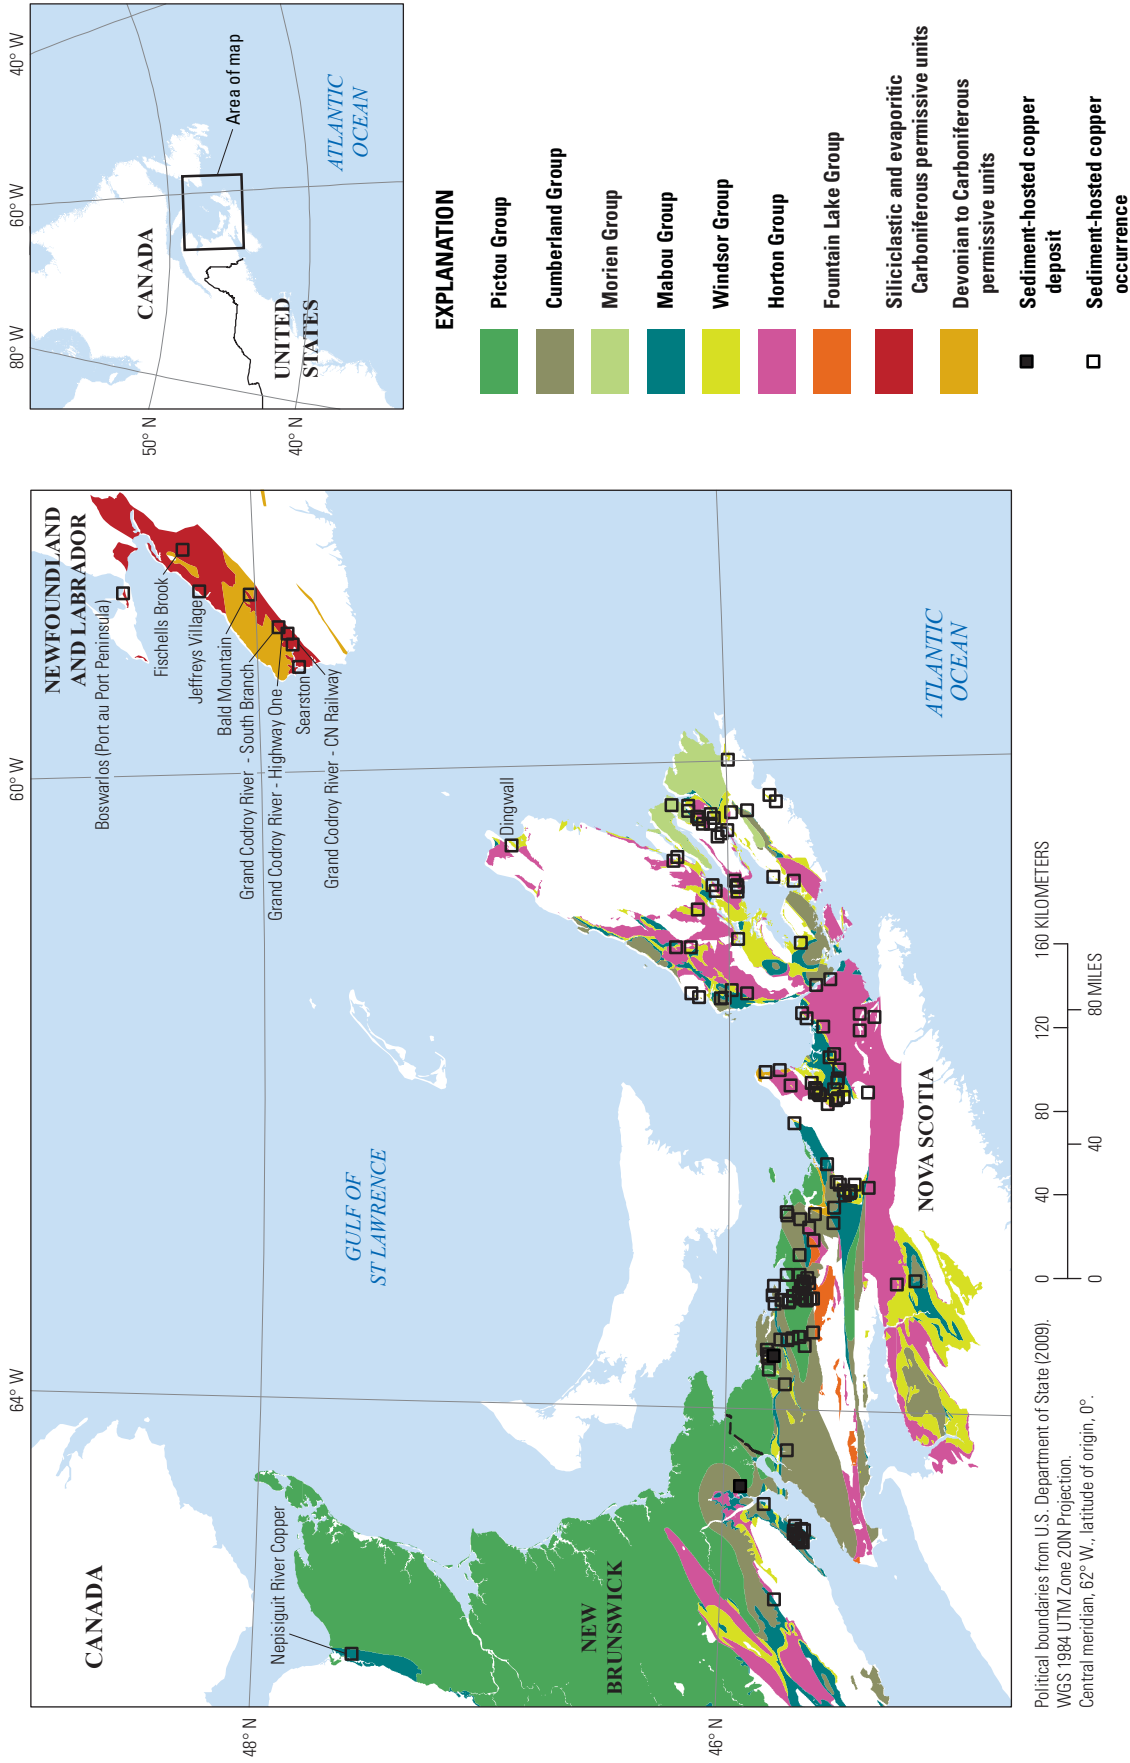 80° W
60° W
40° W
50° N
40° N
CANADA
UNITED
STATES
Area of map
ATLANTIC
OCEAN
64° W
60° W
48° N
46° N
CANADA
Nepisiguit River Copper
NEW
BRUNSWICK
GULF OF
ST LAWRENCE
NEWFOUNDLAND
AND LABRADOR
Boswarlos (Port au Port Peninsula)
Fischells Brook
Jeffreys Village
Bald Mountain
Grand Codroy River - South Branch
Grand Codroy River - Highway One
Searston
Grand Codroy River - CN Railway
Dingwall
NOVA SCOTIA
ATLANTIC
OCEAN
Political boundaries from U.S. Department of State (2009).
WGS 1984 UTM Zone 20N Projection.
Central meridian, 62° W., latitude of origin, 0°.
0 40 80 120 160 KILOMETERS
0 40 80 MILES
EXPLANATION
Pictou Group
Cumberland Group
Morien Group
Mabou Group
Windsor Group
Horton Group
Fountain Lake Group
Siliciclastic and evaporitic
Carboniferous permissive units
Devonian to Carboniferous
permissive units
Sediment-hosted copper
deposit
Sediment-hosted copper
occurrence